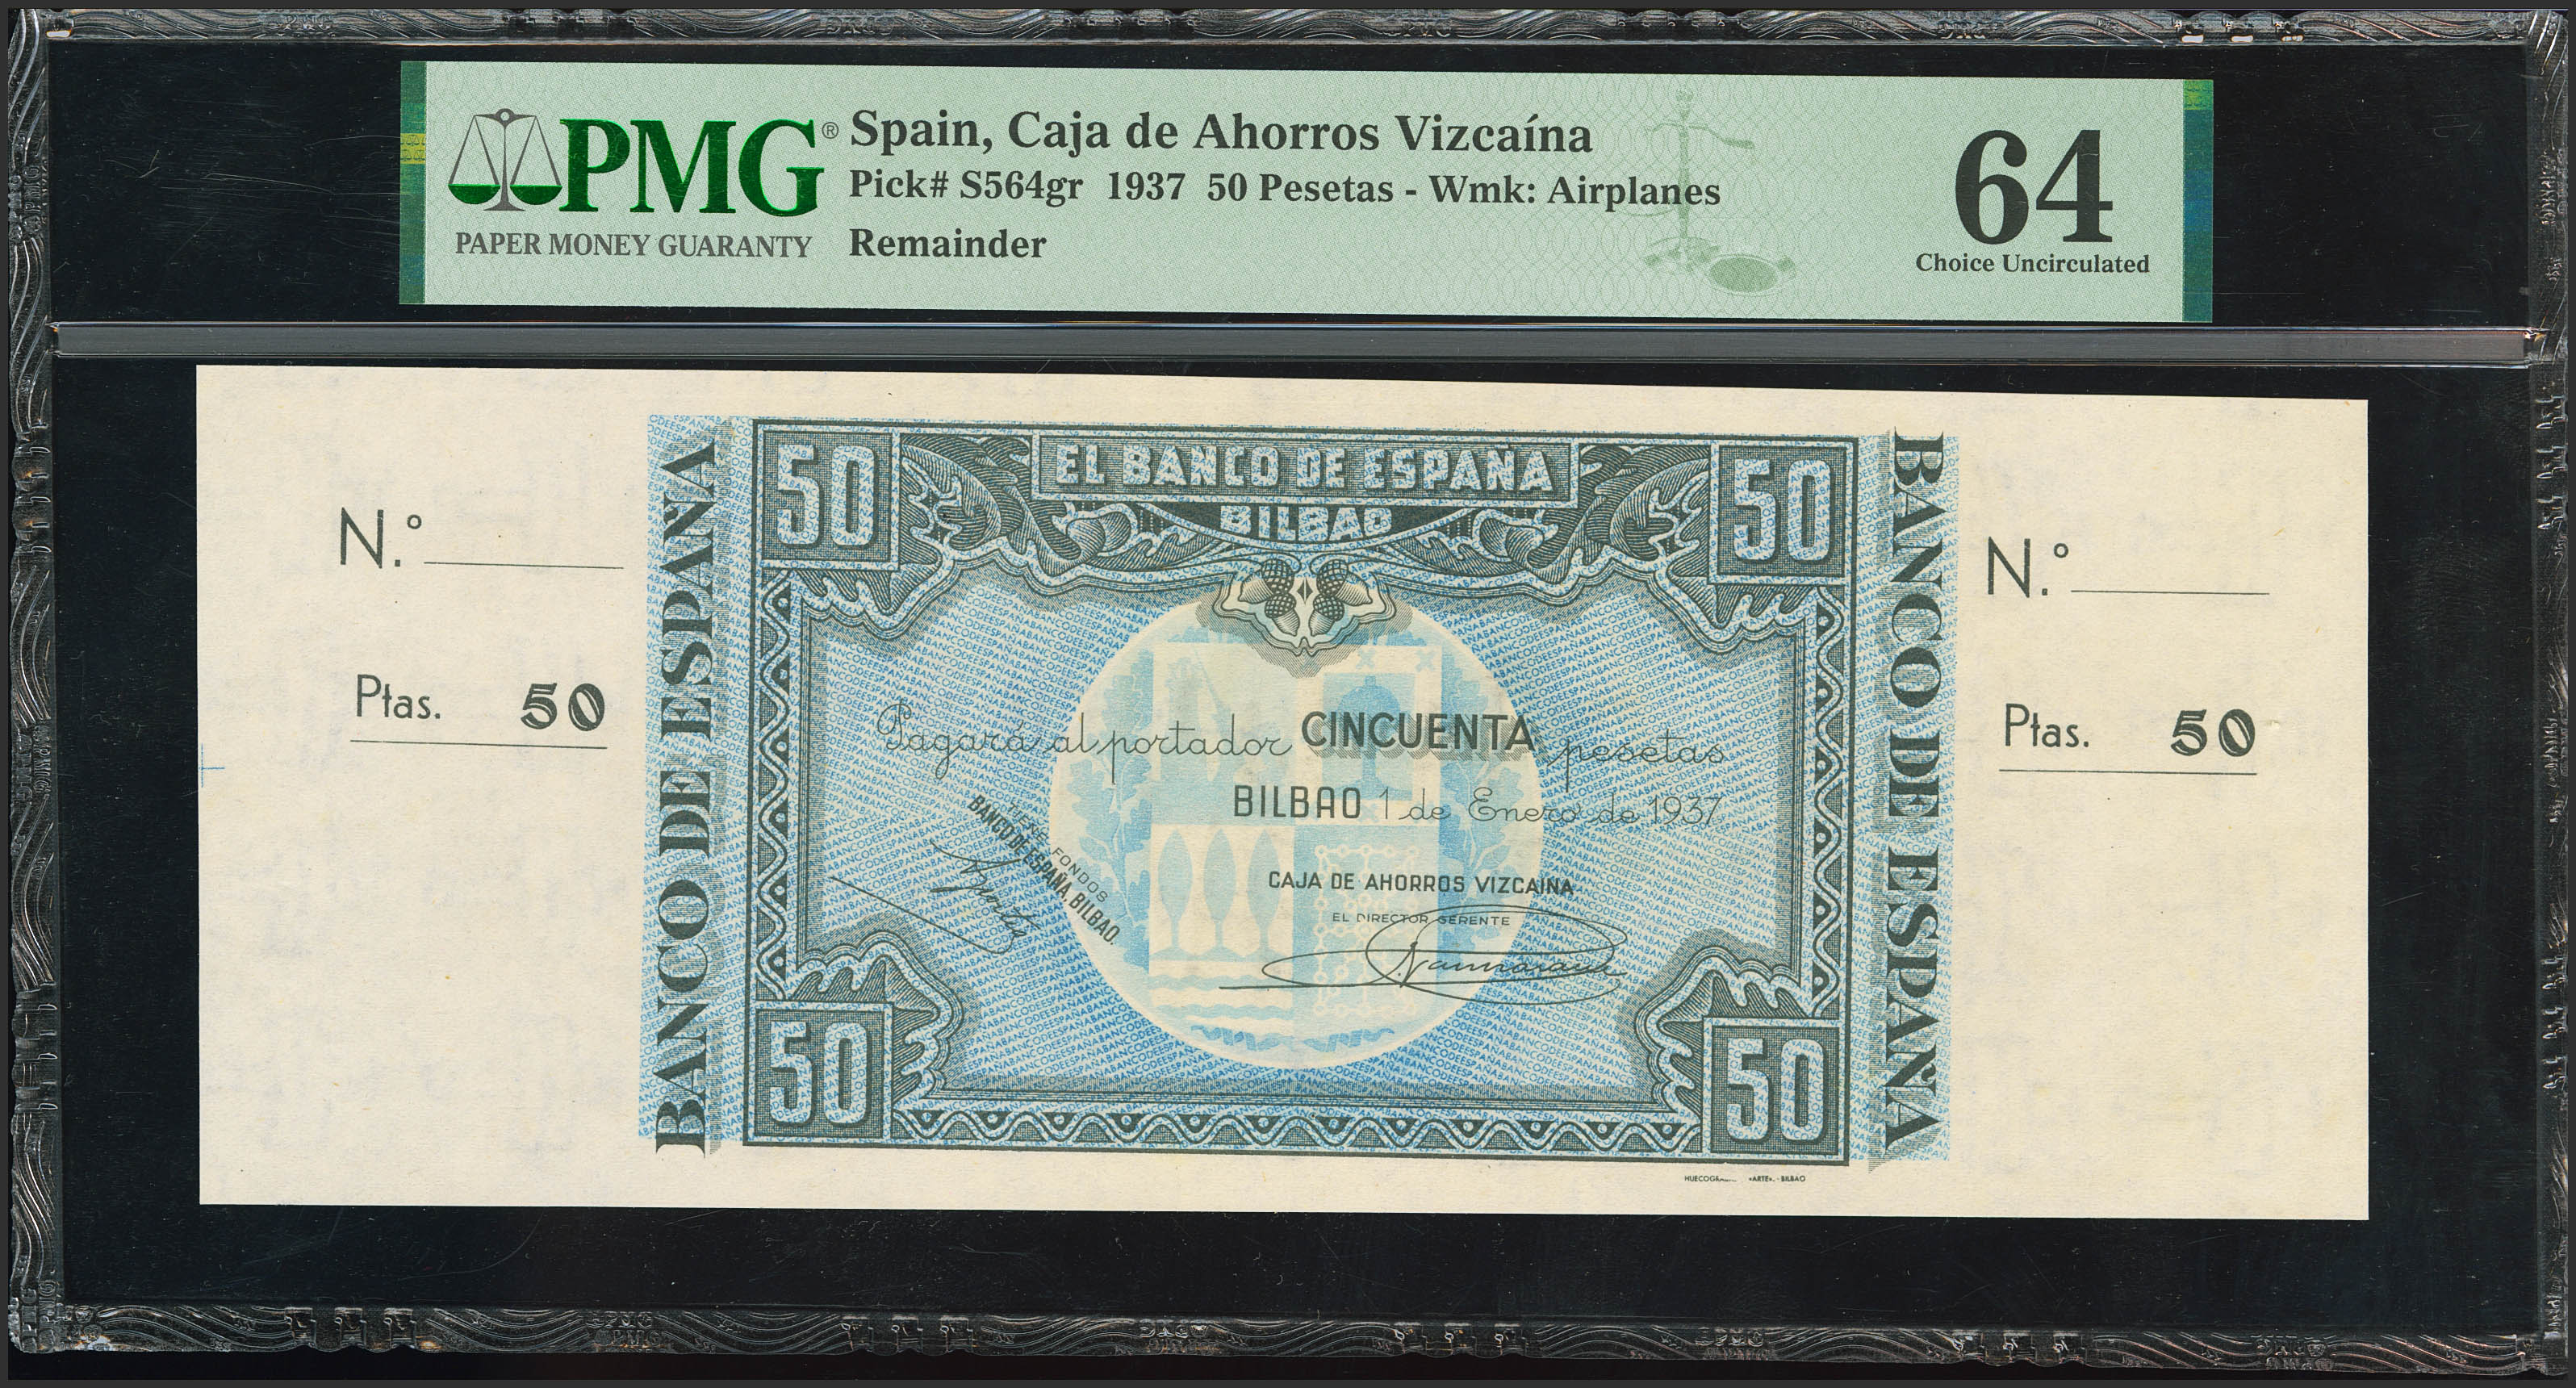 PMG®
PAPER MONEY GUARANTY
Spain, Caja de Ahorros Vizcaína
Pick# S564gr 1937 50 Pesetas - Wmk: Airplanes
Remainder
64
Choice Uncirculated
N.º
Ptas. 50
BANCO DE ESPAÑA
50
EL BANCO DE ESPAÑA
BILBAO
50
Pagará al portador CINCUENTA pesetas
BILBAO 1 de Enero de 1937
FONDOS
BANCO DE ESPAÑA, BILBAO.
CAJA DE AHORROS VIZCAINA
EL DIRECTOR GERENTE
50
50
BANCO DE ESPAÑA
N.º
Ptas. 50
«ARTE». - BILBAO